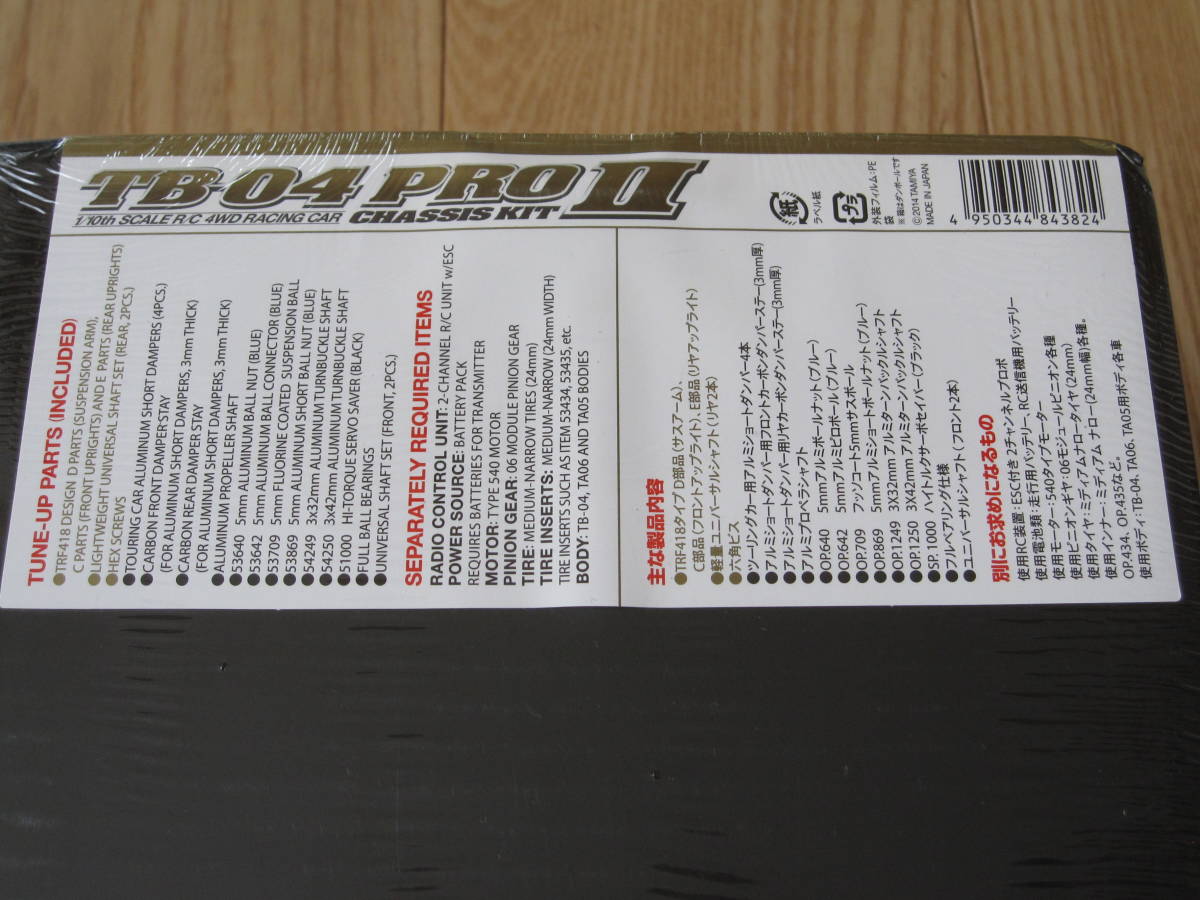 TB-04 PRO II
1/10th SCALE R/C 4WD RACING CAR CHASSIS KIT
紙
ラベル紙
プラ
外装フィルム:PE
袋
※箱はダンボールです
©2014 TAMIYA
MADE IN JAPAN
4 950344 843824
TUNE-UP PARTS (INCLUDED)
●TRF418 DESIGN D PARTS (SUSPENSION ARM),
C PARTS (FRONT UPRIGHTS) AND E PARTS (REAR UPRIGHTS)
●LIGHTWEIGHT UNIVERSAL SHAFT SET (REAR, 2PCS.)
●HEX SCREWS
●TOURING CAR ALUMINUM SHORT DAMPERS (4PCS.)
●CARBON FRONT DAMPER STAY
(FOR ALUMINUM SHORT DAMPERS, 3mm THICK)
●CARBON REAR DAMPER STAY
(FOR ALUMINUM SHORT DAMPERS, 3mm THICK)
●ALUMINUM PROPELLER SHAFT
●53640 5mm ALUMINUM BALL NUT (BLUE)
●53642 5mm ALUMINUM BALL CONNECTOR (BLUE)
●53709 5mm FLUORINE COATED SUSPENSION BALL
●53869 5mm ALUMINUM SHORT BALL NUT (BLUE)
●54249 3x32mm ALUMINUM TURNBUCKLE SHAFT
●54250 3x42mm ALUMINUM TURNBUCKLE SHAFT
●51000 HI-TORQUE SERVO SAVER (BLACK)
●FULL BALL BEARINGS
●UNIVERSAL SHAFT SET (FRONT, 2PCS.)
SEPARATELY REQUIRED ITEMS
RADIO CONTROL UNIT: 2-CHANNEL R/C UNIT w/ESC
POWER SOURCE: BATTERY PACK
REQUIRES BATTERIES FOR TRANSMITTER
MOTOR: TYPE 540 MOTOR
PINION GEAR: 06 MODULE PINION GEAR
TIRE: MEDIUM-NARROW TIRES (24mm)
TIRE INSERTS: MEDIUM-NARROW (24mm WIDTH)
TIRE INSERTS SUCH AS ITEM 53434, 53435, etc.
BODY: TB-04, TA06 AND TA05 BODIES
主な製品内容
●TRF418タイプ D部品 (サスアーム)、
C部品 (フロントアップライト)、E部品 (リヤアップライト)
●軽量ユニバーサルシャフト (リヤ2本)
●六角ビス
●ツーリングカー用アルミショートダンパー4本
●アルミショートダンパー用フロントカーボンダンパーステー(3mm厚)
●アルミショートダンパー用リヤカーボンダンパーステー(3mm厚)
●アルミプロペラシャフト
●OP.640 5mmアルミボールナット(ブルー)
●OP.642 5mmアルミピロボール(ブルー)
●OP.709 フッソコート5mmサスボール
●OP.869 5mmアルミショートボールナット(ブルー)
●OP.1249 3X32mm アルミターンバックルシャフト
●OP.1250 3X42mm アルミターンバックルシャフト
●SP.1000 ハイトルクサーボセイバー(ブラック)
●フルベアリング仕様
●ユニバーサルシャフト (フロント2本)
別にお求めになるもの
使用RC装置:ESC付き 2チャンネルプロポ
使用電池類:走行用バッテリー、RC送信機用バッテリー
使用モーター:540タイプモーター
使用ピニオンギヤ:06モジュールピニオン各種
使用タイヤ:ミディアムナロータイヤ(24mm)
使用インナー:ミディアム ナロー(24mm幅)各種。
OP.434、OP.435など。
使用ボディ:TB-04、TA06、TA05用ボディ各車